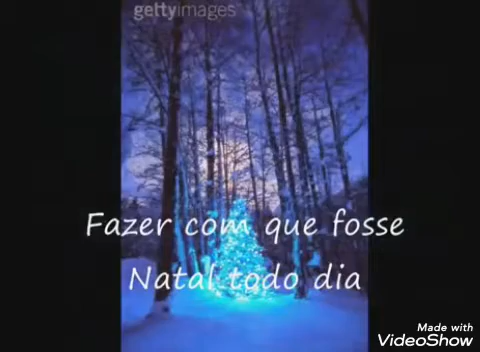 gettyimages
Fazer com que fosse
Natal todo dia
Made with
VideoShow